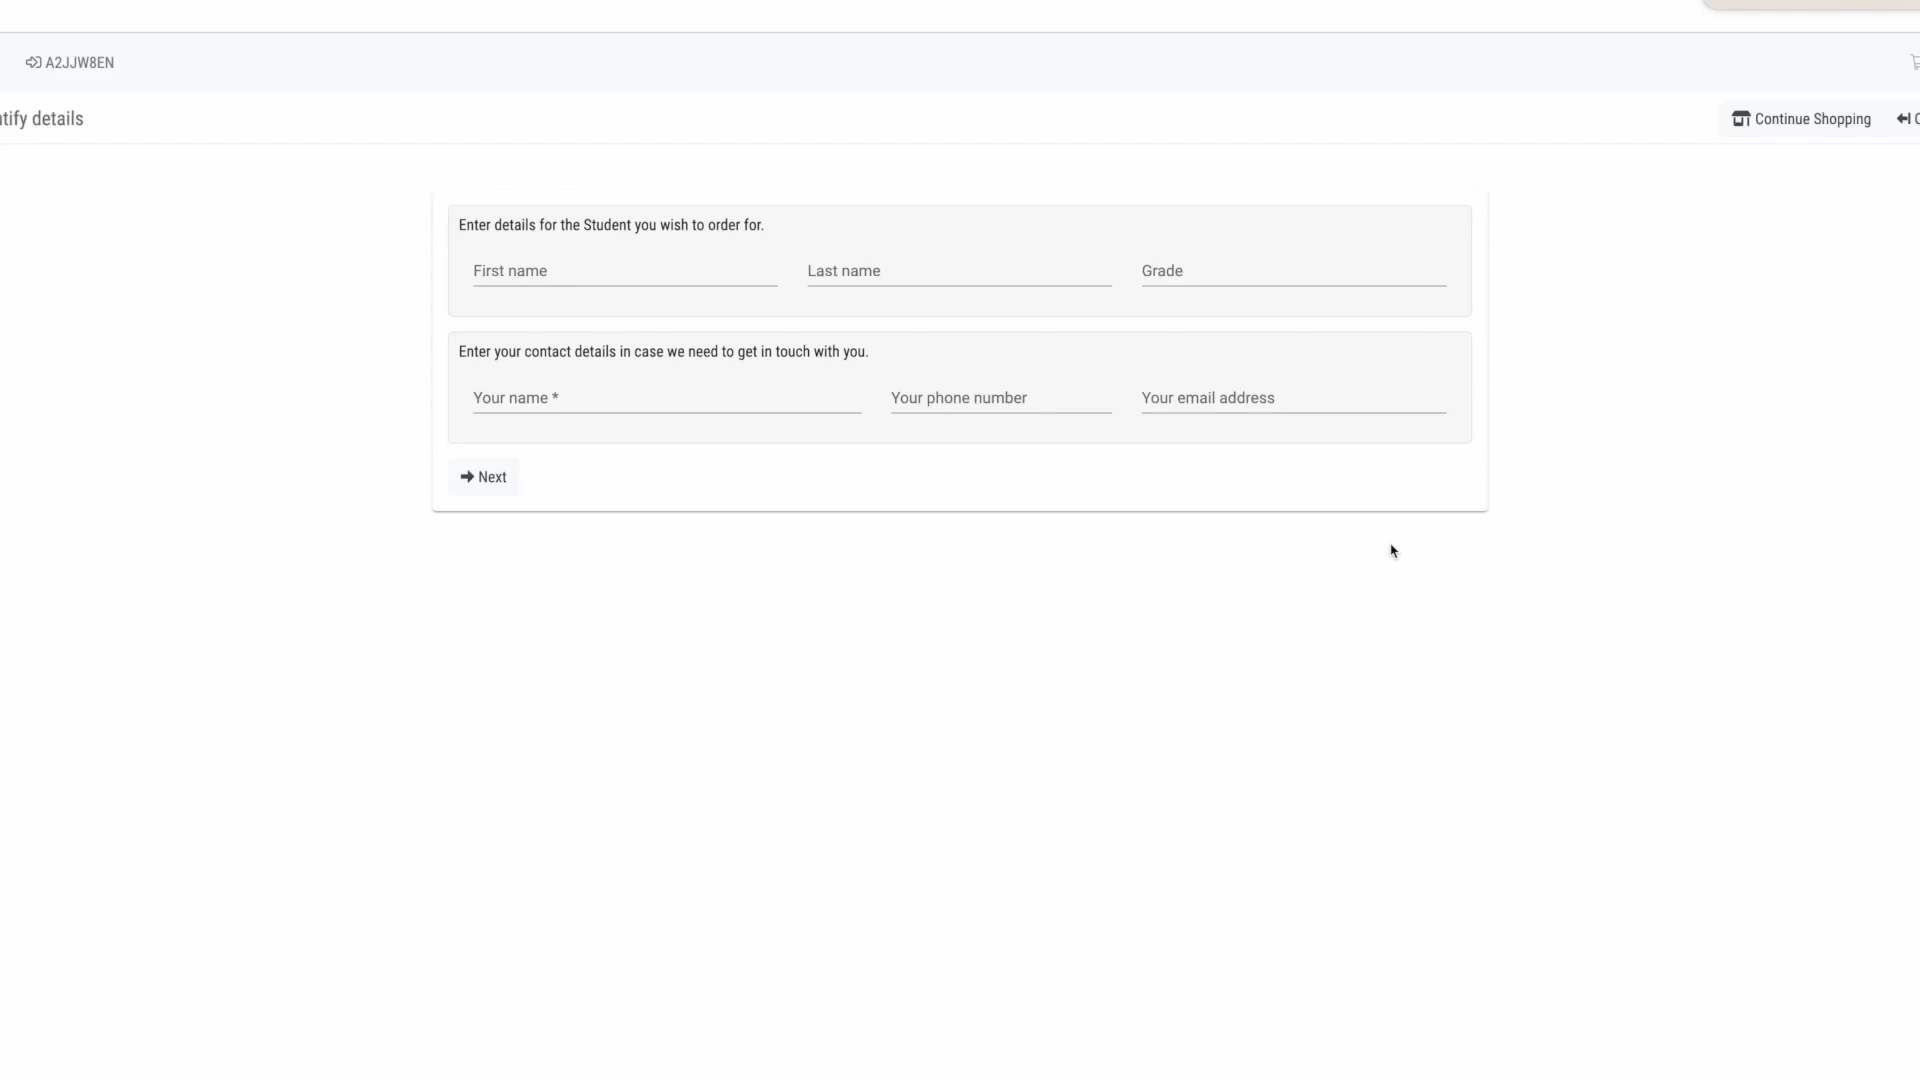 A2JJW8EN
tify details
Continue Shopping
Enter details for the Student you wish to order for.
First name Last name Grade
Enter your contact details in case we need to get in touch with you.
Your name * Your phone number Your email address
Next